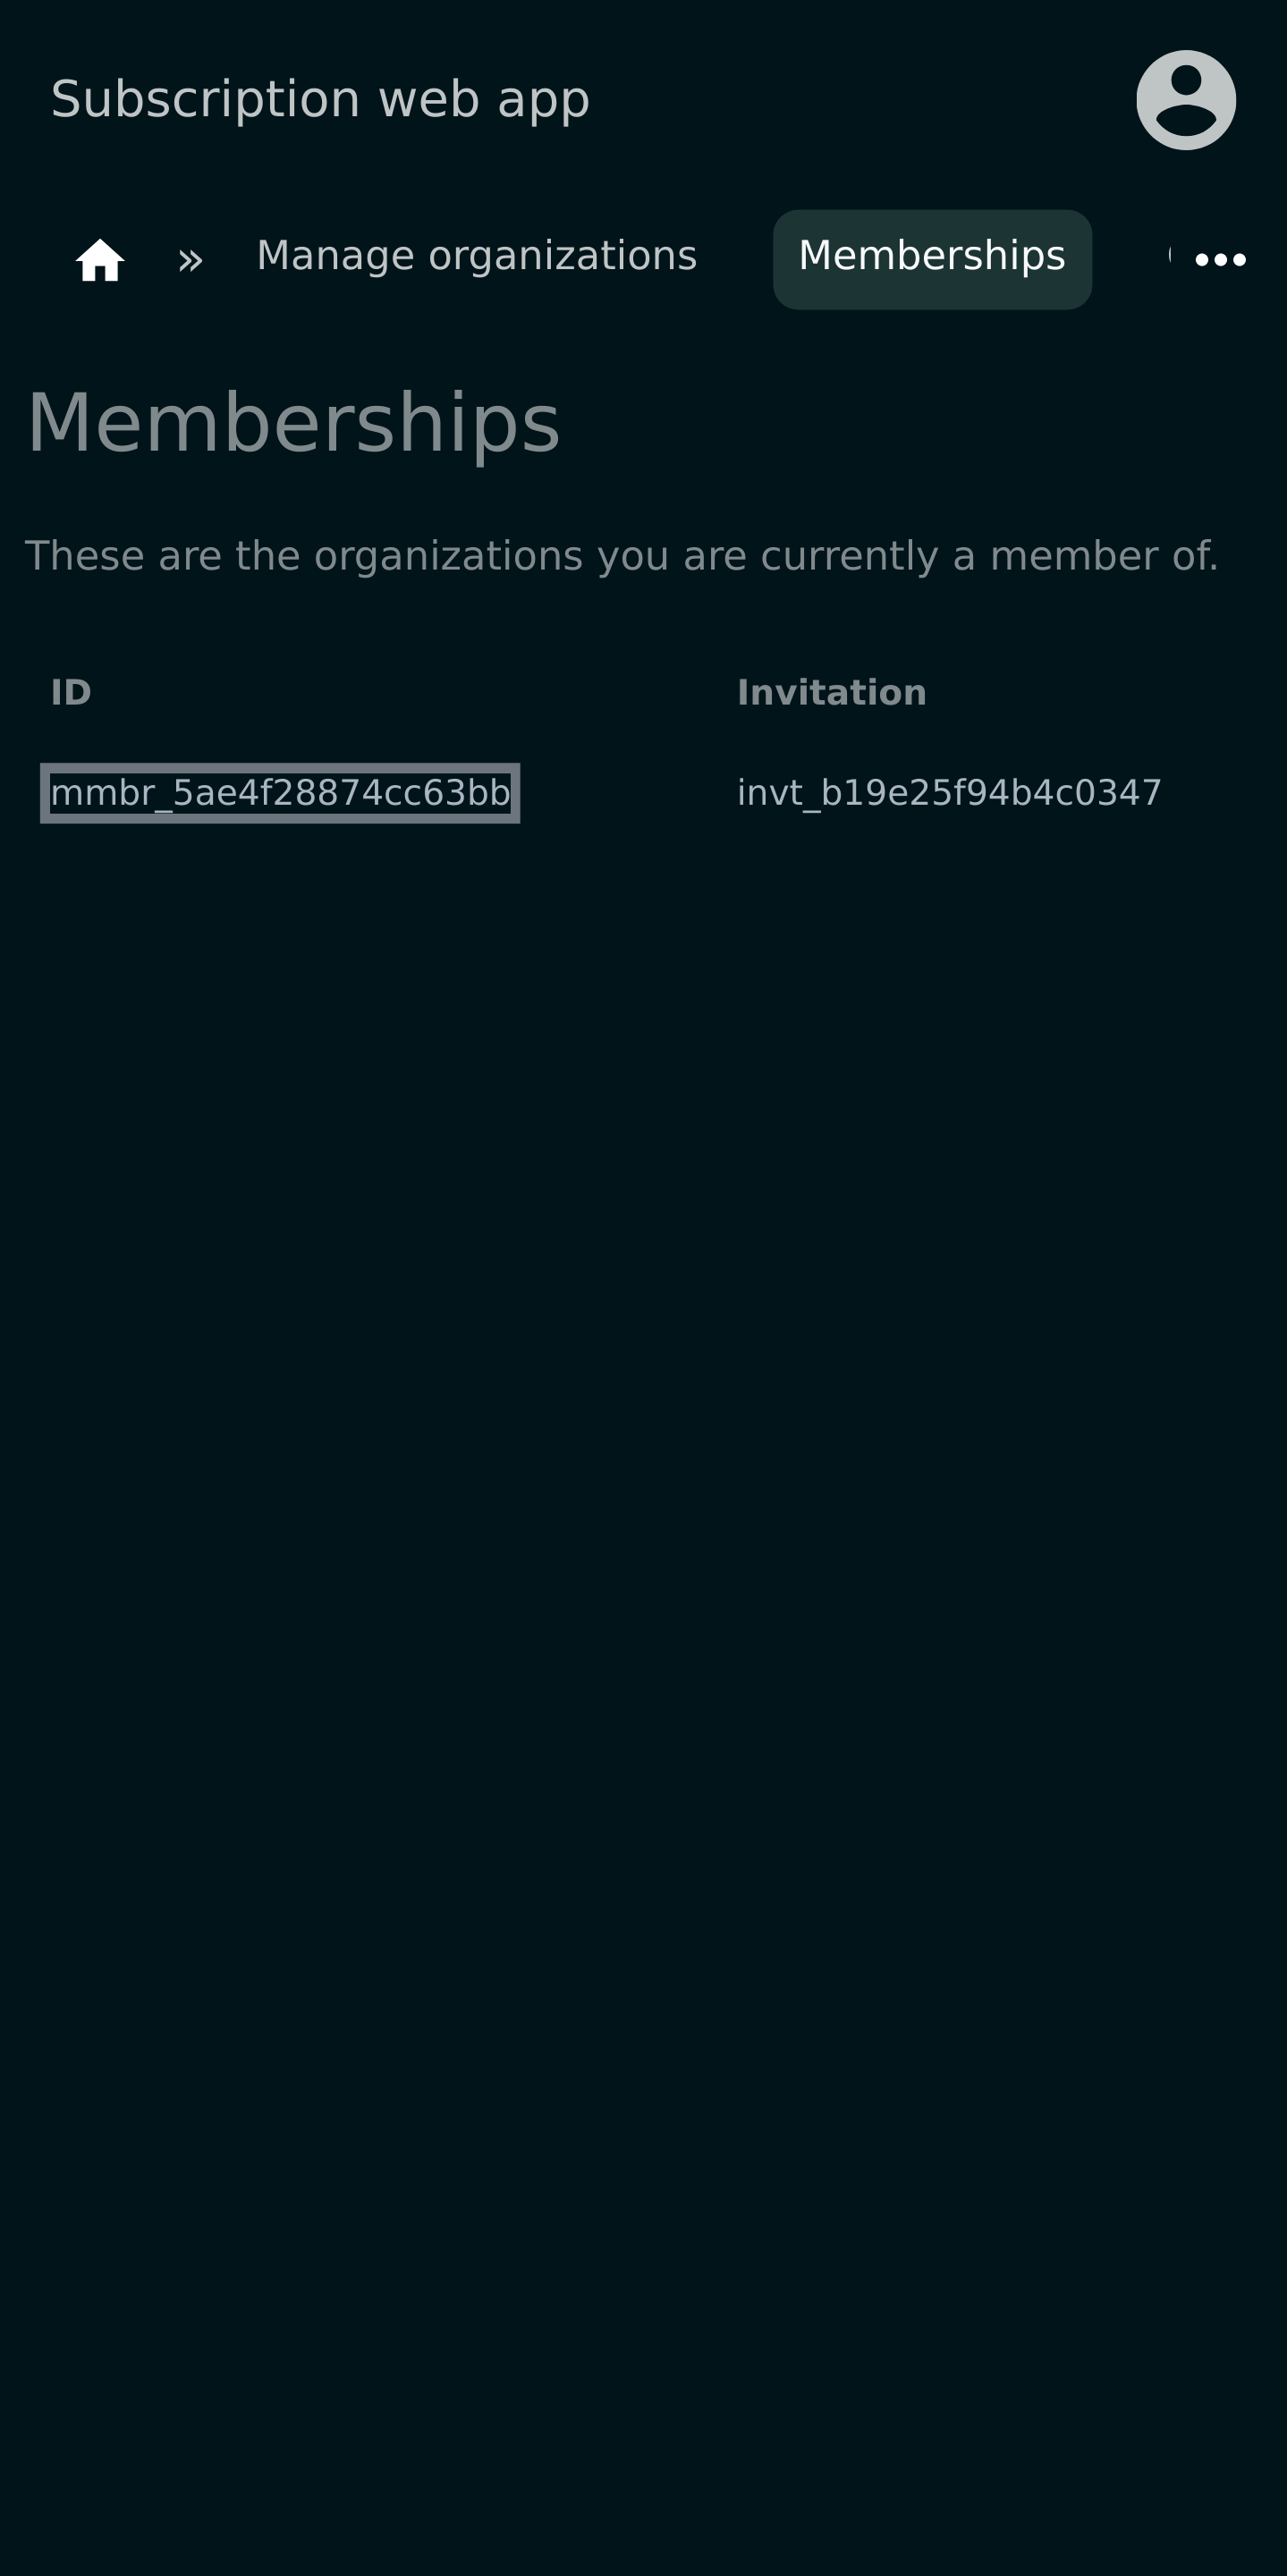 Subscription web app
» Manage organizations Memberships
Memberships
These are the organizations you are currently a member of.
ID Invitation
mmbr_5ae4f28874cc63bb invt_b19e25f94b4c0347